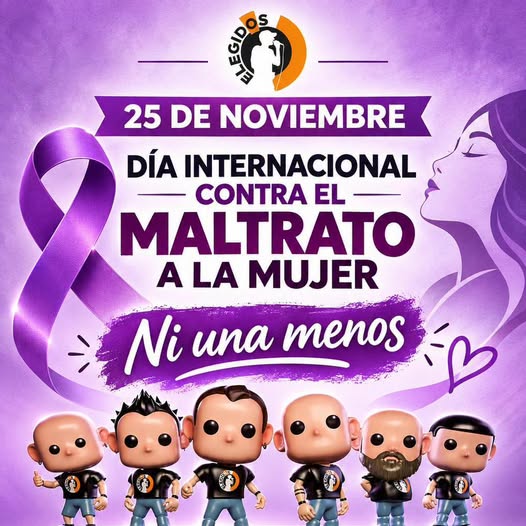 ELEGIDOS
25 DE NOVIEMBRE
DÍA INTERNACIONAL
CONTRA EL
MALTRATO
A LA MUJER
Ni una menos